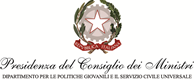 Presidenza del Consiglio dei Ministri
DIPARTIMENTO PER LE POLITICHE GIOVANILI E IL SERVIZIO CIVILE UNIVERSALE